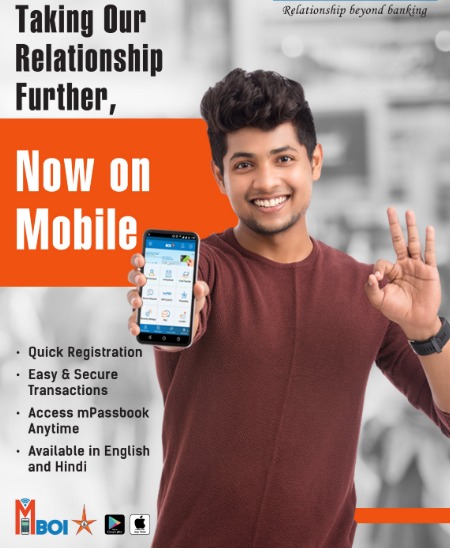 Relationship beyond banking
Taking Our
Relationship
Further,
Now on
Mobile
BOI
· Quick Registration
· Easy & Secure
Transactions
· Access mPassbook
Anytime
· Available in English
and Hindi
M
BOI